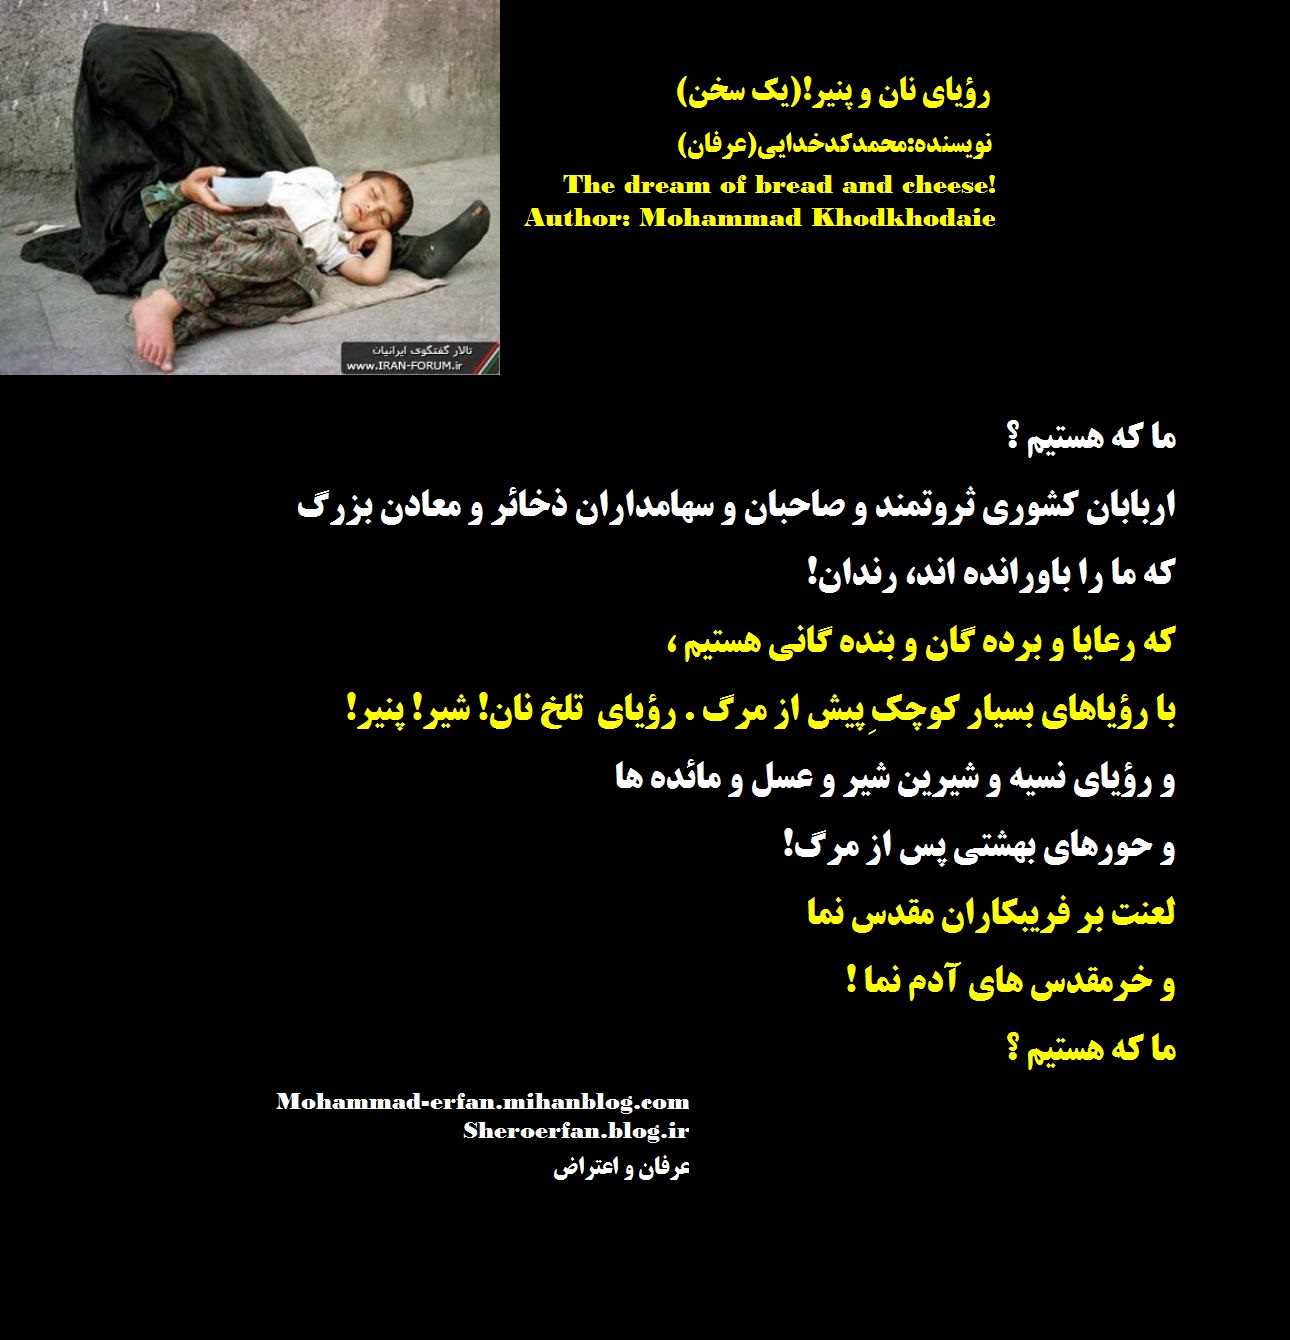 رؤیای نان و پنیر!(یک سخن)
نویسنده:محمدکدخدایی(عرفان)
The dream of bread and cheese!
Author: Mohammad Khodkhodaie
تالار گفتگوی ایرانیان
www.IRAN-FORUM.ir
ما که هستیم ؟
اربابان کشوری ثروتمند و صاحبان و سهامداران ذخائر و معادن بزرگ
که ما را باورانده اند، رندان!
که رعایا و برده گان و بنده گانی هستیم ،
با رؤیاهای بسیار کوچکِ پیش از مرگ . رؤیای تلخ نان! شیر! پنیر!
و رؤیای نسیه و شیرین شیر و عسل و مائده ها
و حورهای بهشتی پس از مرگ!
لعنت بر فریبکاران مقدس نما
و خرمقدس های آدم نما !
ما که هستیم ؟
Mohammad-erfan.mihanblog.com
Sheroerfan.blog.ir
عرفان و اعتراض